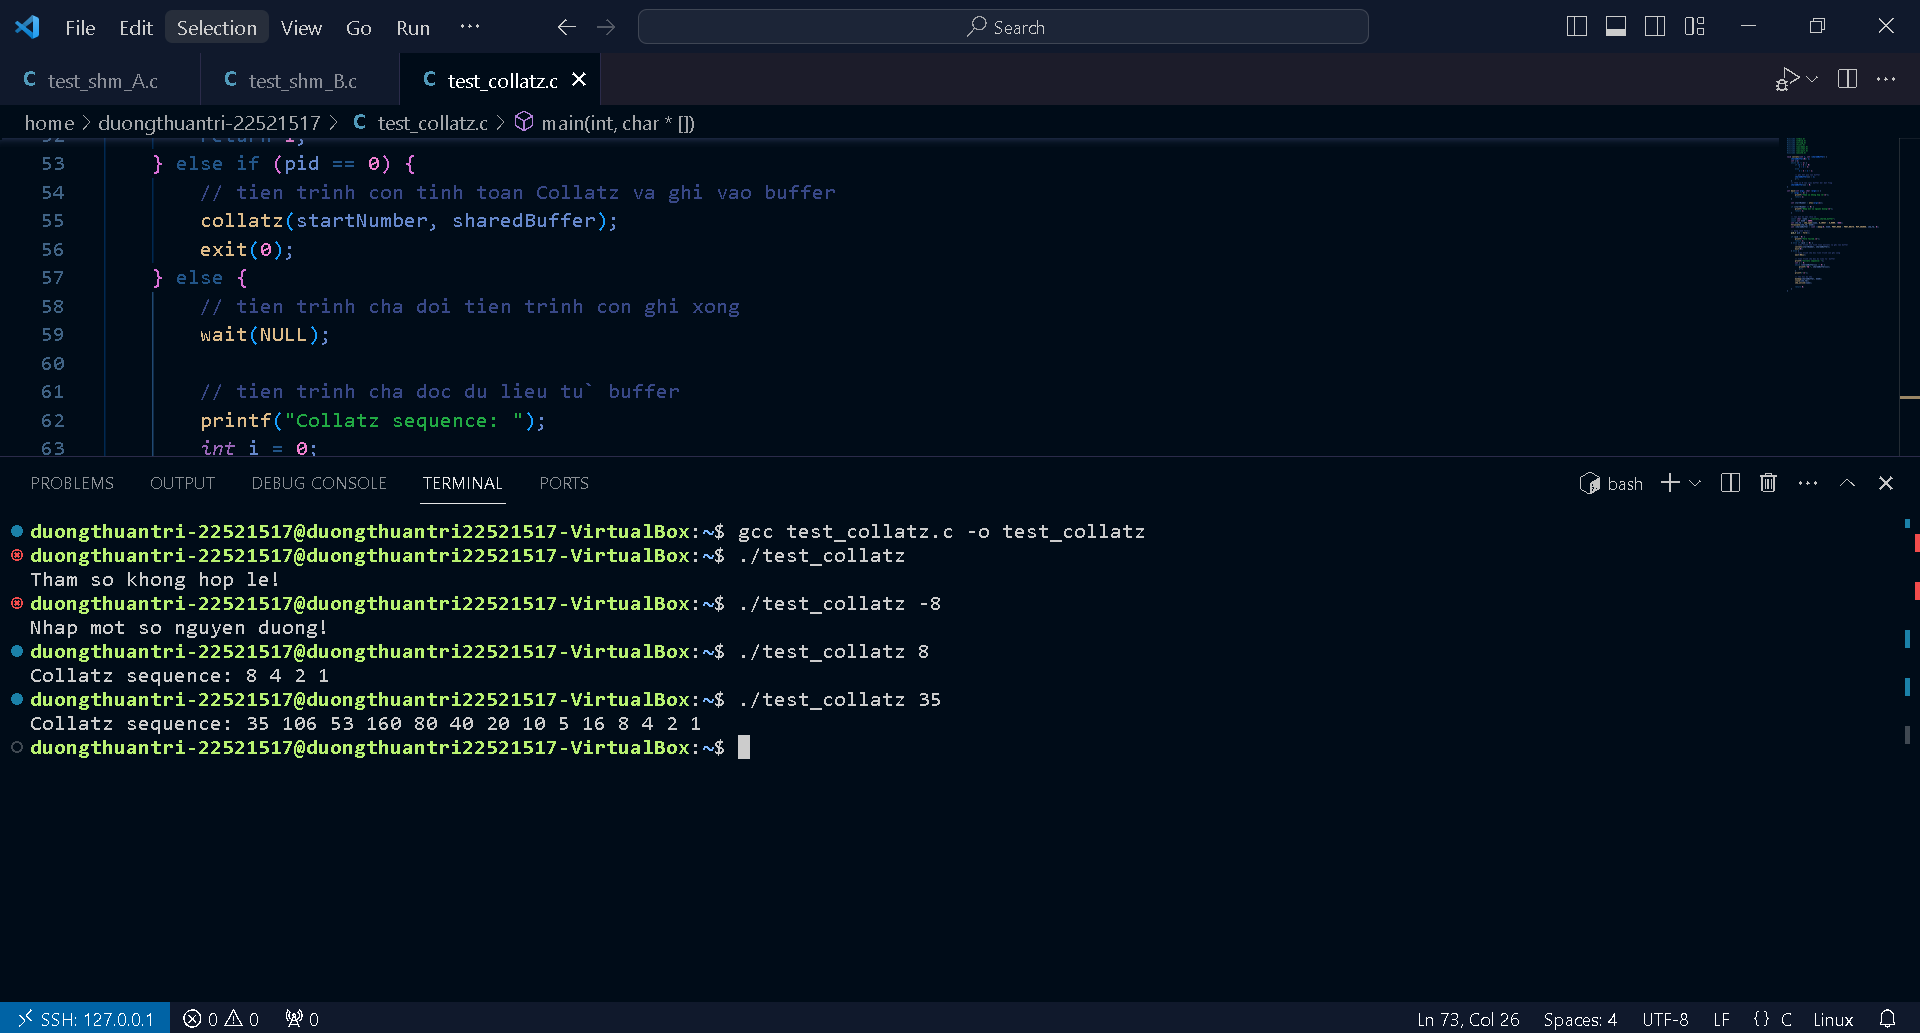 File Edit Selection View Go Run ··· Search
test_shm_A.c test_shm_B.c test_collatz.c
home > duongthuantri-22521517 > C test_collatz.c > main(int, char * [])
52 return 1;
53 } else if (pid == 0) {
54 // tien trinh con tinh toan Collatz va ghi vao buffer
55 collatz(startNumber, sharedBuffer);
56 exit(0);
57 } else {
58 // tien trinh cha doi tien trinh con ghi xong
59 wait(NULL);
60
61 // tien trinh cha doc du lieu tu` buffer
62 printf("Collatz sequence: ");
63 int i = 0;
PROBLEMS OUTPUT DEBUG CONSOLE TERMINAL PORTS bash
duongthuantri-22521517@duongthuantri22521517-VirtualBox:~$ gcc test_collatz.c -o test_collatz
duongthuantri-22521517@duongthuantri22521517-VirtualBox:~$ ./test_collatz
Tham so khong hop le!
duongthuantri-22521517@duongthuantri22521517-VirtualBox:~$ ./test_collatz -8
Nhap mot so nguyen duong!
duongthuantri-22521517@duongthuantri22521517-VirtualBox:~$ ./test_collatz 8
Collatz sequence: 8 4 2 1
duongthuantri-22521517@duongthuantri22521517-VirtualBox:~$ ./test_collatz 35
Collatz sequence: 35 106 53 160 80 40 20 10 5 16 8 4 2 1
duongthuantri-22521517@duongthuantri22521517-VirtualBox:~$
SSH: 127.0.0.1 0 0 0 Ln 73, Col 26 Spaces: 4 UTF-8 LF {} C Linux